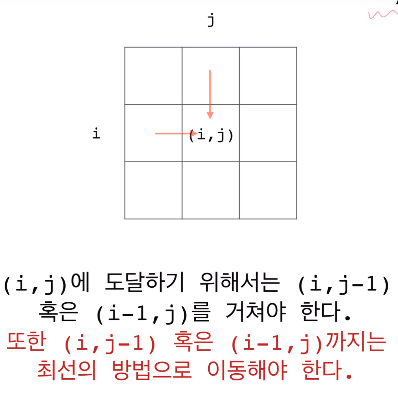 j
i
(i,j)
(i,j)에 도달하기 위해서는 (i,j-1)
혹은 (i-1,j)를 거쳐야 한다.
또한 (i,j-1) 혹은 (i-1,j)까지는
최선의 방법으로 이동해야 한다.